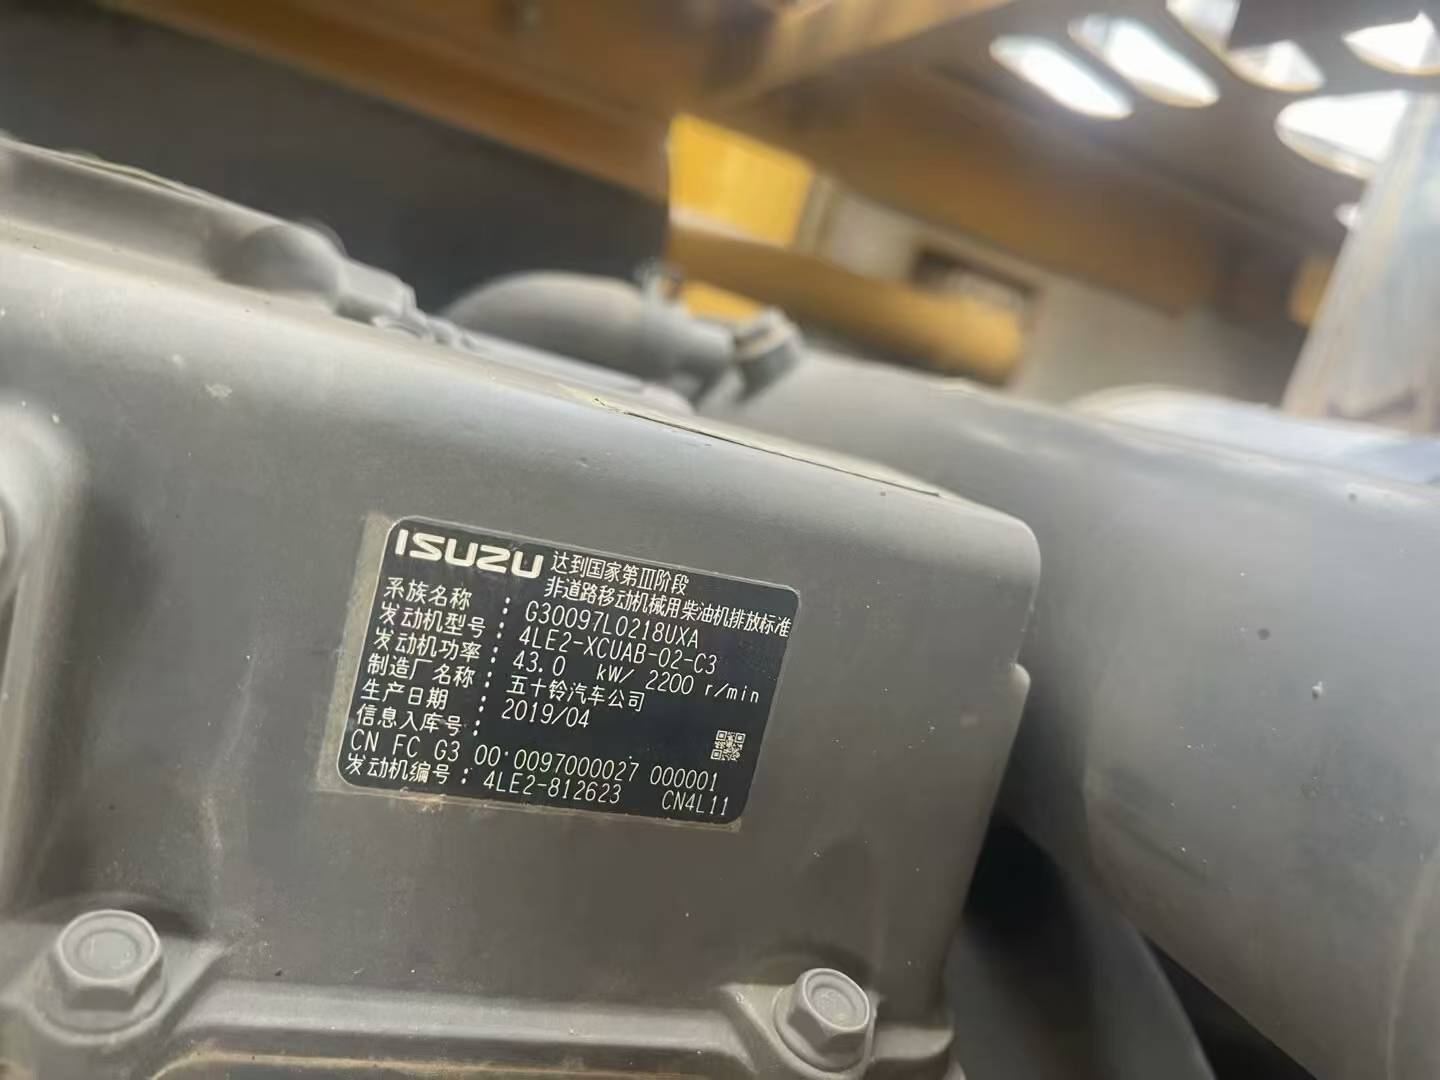 ISUZU 达到国家第III阶段
非道路移动机械用柴油机排放标准
系族名称 : G30097L0218UXA
发动机型号 : 4LE2-XCUAB-02-C3
发动机功率 : 43.0 kW/ 2200 r/min
制造厂名称 : 五十铃汽车公司
生产日期 : 2019/04
信息入库号 :
CN FC G3 00 0097000027 000001
发动机编号 : 4LE2-812623 CN4L11